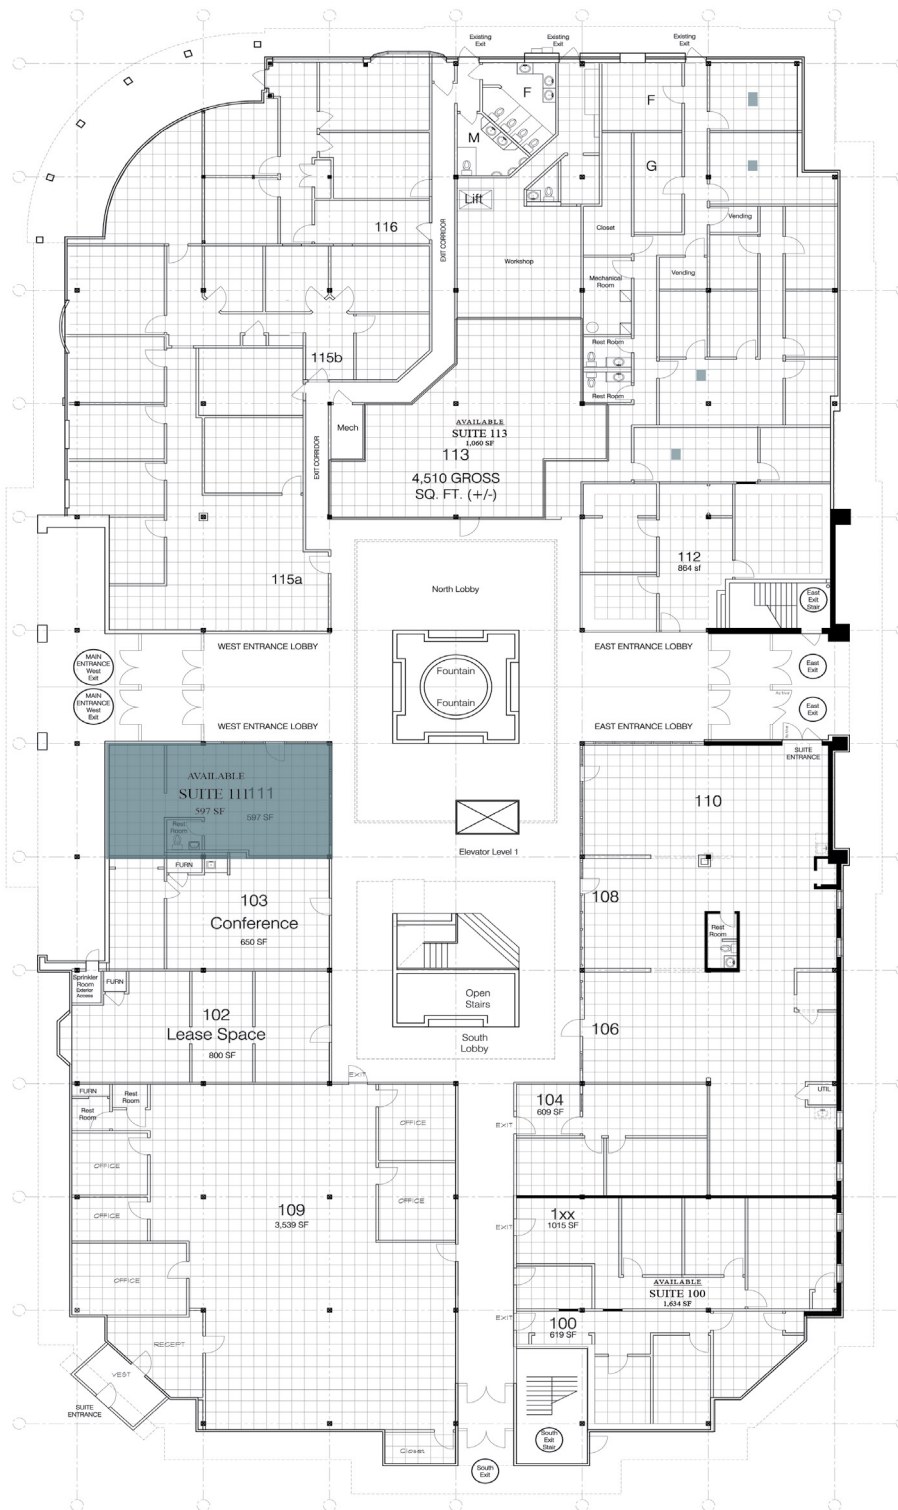 Existing
Exit
Existing
Exit
Existing
Exit
F
M
F
G
Lift
116
EXIT CORRIDOR
Closet
Vending
Workshop
Vending
Mechanical
Room
Rest Room
Rest Room
115b
Mech
EXIT CORRIDOR
AVAILABLE
SUITE 113
1,060 SF
113
4,510 GROSS
SQ. FT. (+/-)
112
864 sf
115a
North Lobby
East
Exit
Stair
WEST ENTRANCE LOBBY
EAST ENTRANCE LOBBY
MAIN
ENTRANCE
West
Exit
Fountain
East
Exit
MAIN
ENTRANCE
West
Exit
Fountain
Active
East
Exit
WEST ENTRANCE LOBBY
EAST ENTRANCE LOBBY
Active
SUITE
ENTRANCE
AVAILABLE
SUITE 111
111
597 SF
597 SF
Rest
Room
110
Elevator Level 1
FURN
103
Conference
650 SF
108
Rest
Room
Sprinkler
Room
Exterior
Access
FURN
102
Lease Space
800 SF
Open
Stairs
South
Lobby
106
EXIT
FURN
Rest
Room
Rest
Room
OFFICE
104
609 SF
UTIL
EXIT
OFFICE
OFFICE
OFFICE
109
3,539 SF
EXIT
1xx
1015 SF
OFFICE
AVAILABLE
SUITE 100
1,634 SF
EXIT
100
619 SF
RECEPT
VEST
SUITE
ENTRANCE
Closet
South
Exit
Stair
South
Exit